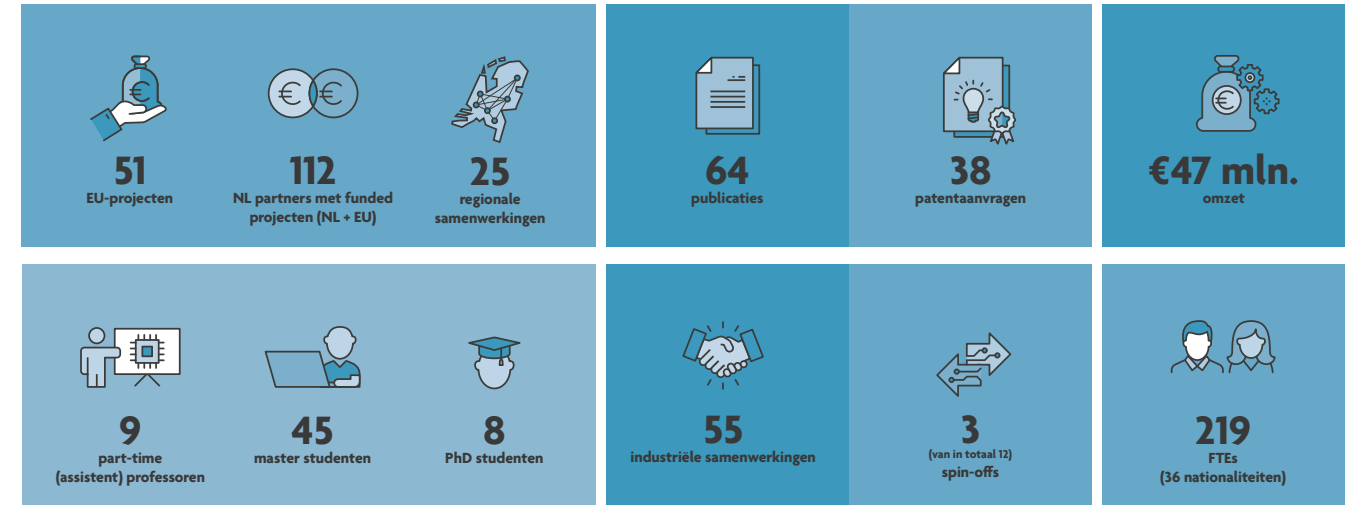 51
EU-projecten
112
NL partners met funded
projecten (NL + EU)
25
regionale
samenwerkingen
64
publicaties
38
patentaanvragen
€47 mln.
omzet
9
part-time
(assistent) professoren
45
master studenten
8
PhD studenten
55
industriële samenwerkingen
3
(van in totaal 12)
spin-offs
219
FTEs
(36 nationaliteiten)